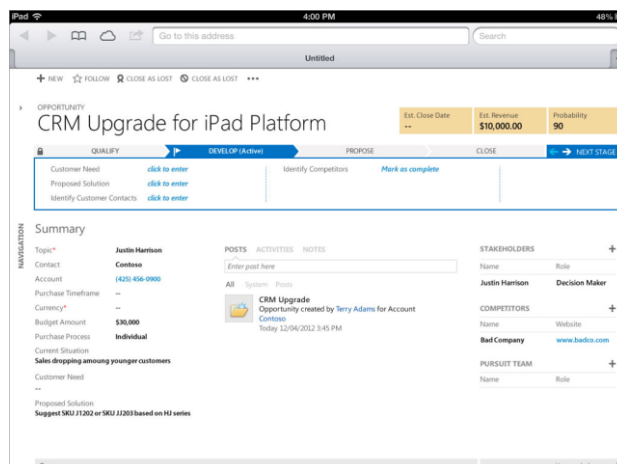 iPad 4:00 PM 48%
Go to this address Search
Untitled
NEW FOLLOW CLOSE AS LOST CLOSE AS LOST •••
OPPORTUNITY
CRM Upgrade for iPad Platform
Est. Close Date Est. Revenue Probability
-- $10,000.00 90
QUALIFY DEVELOP (Active) PROPOSE CLOSE NEXT STAGE
Customer Need click to enter Identify Competitors Mark as complete
Proposed Solution click to enter
Identify Customer Contacts click to enter
NAVIGATION
Summary
Topic* Justin Harrison
Contact Contoso
Account (425) 456-0900
Purchase Timeframe --
Currency* --
Budget Amount $30,000
Purchase Process Individual
Current Situation
Sales dropping amoung younger customers
Customer Need
--
Proposed Solution
Suggest SKU J1202 or SKU JJ203 based on HJ series
POSTS ACTIVITIES NOTES
Enter post here
All System Posts
CRM Upgrade
Opportunity created by Terry Adams for Account
Contoso
Today 12/04/2012 3:45 PM
STAKEHOLDERS +
Name Role
Justin Harrison Decision Maker
COMPETITORS +
Name Website
Bad Company www.badco.com
PURSUIT TEAM +
Name Role